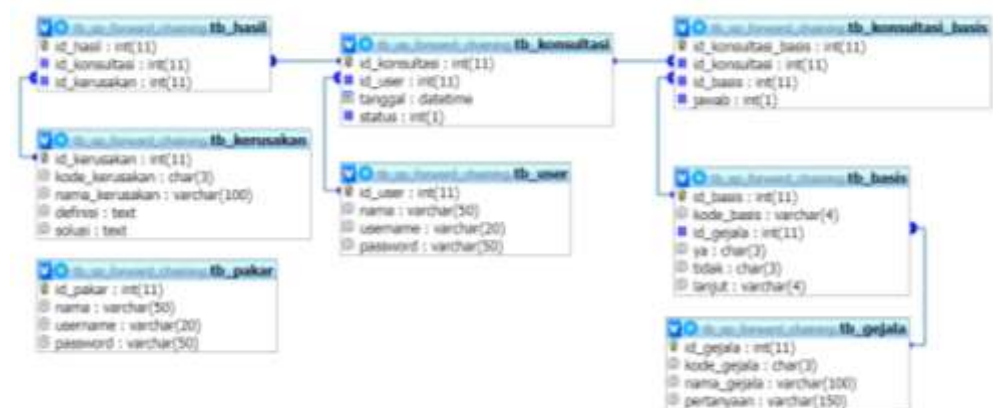 tb_hasil
id_hasil : int(11)
id_konsultasi : int(11)
id_kerusakan : int(11)
tb_konsultasi
id_konsultasi : int(11)
id_user : int(11)
tanggal : datetime
status : int(1)
tb_konsultasi_basis
id_konsultasi_basis : int(11)
id_konsultasi : int(11)
id_basis : int(11)
jawab : int(1)
tb_kerusakan
id_kerusakan : int(11)
kode_kerusakan : char(3)
nama_kerusakan : varchar(100)
definisi : text
solusi : text
tb_user
id_user : int(11)
nama : varchar(50)
username : varchar(20)
password : varchar(50)
tb_basis
id_basis : int(11)
kode_basis : varchar(4)
id_gejala : int(11)
ya : char(3)
tidak : char(3)
lanjut : varchar(4)
tb_pakar
id_pakar : int(11)
nama : varchar(50)
username : varchar(20)
password : varchar(50)
tb_gejala
id_gejala : int(11)
kode_gejala : char(3)
nama_gejala : varchar(100)
pertanyaan : varchar(150)